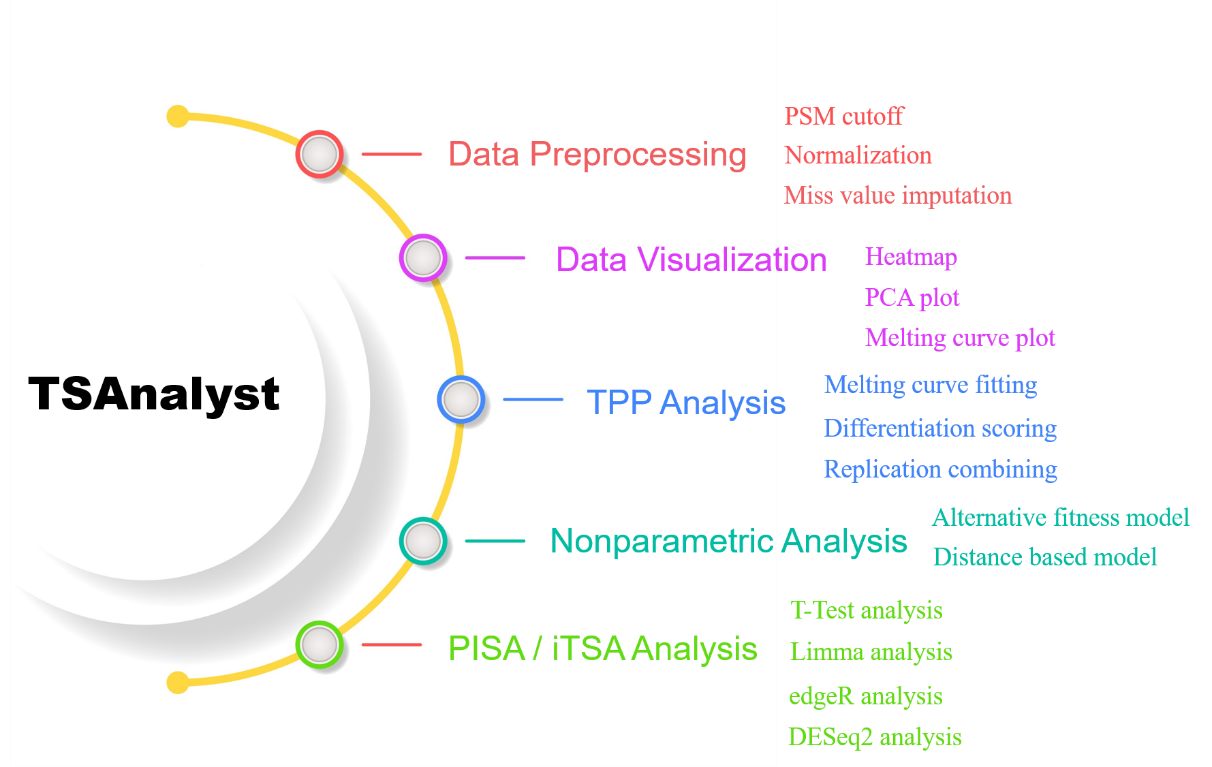 TSAnalyst
Data Preprocessing
PSM cutoff
Normalization
Miss value imputation
Data Visualization
Heatmap
PCA plot
Melting curve plot
TPP Analysis
Melting curve fitting
Differentiation scoring
Replication combining
Nonparametric Analysis
Alternative fitness model
Distance based model
PISA / iTSA Analysis
T-Test analysis
Limma analysis
edgeR analysis
DESeq2 analysis